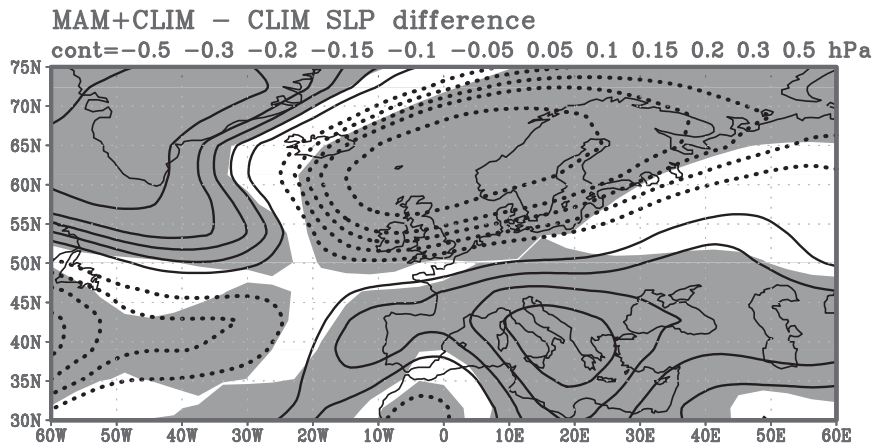 MAM+CLIM − CLIM SLP difference
cont=−0.5 −0.3 −0.2 −0.15 −0.1 −0.05 0.05 0.1 0.15 0.2 0.3 0.5 hPa
75N
70N
65N
60N
55N
50N
45N
40N
35N
30N
60W 50W 40W 30W 20W 10W 0 10E 20E 30E 40E 50E 60E